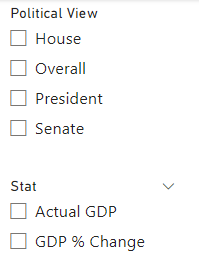 Political View
House
Overall
President
Senate
Stat
Actual GDP
GDP % Change